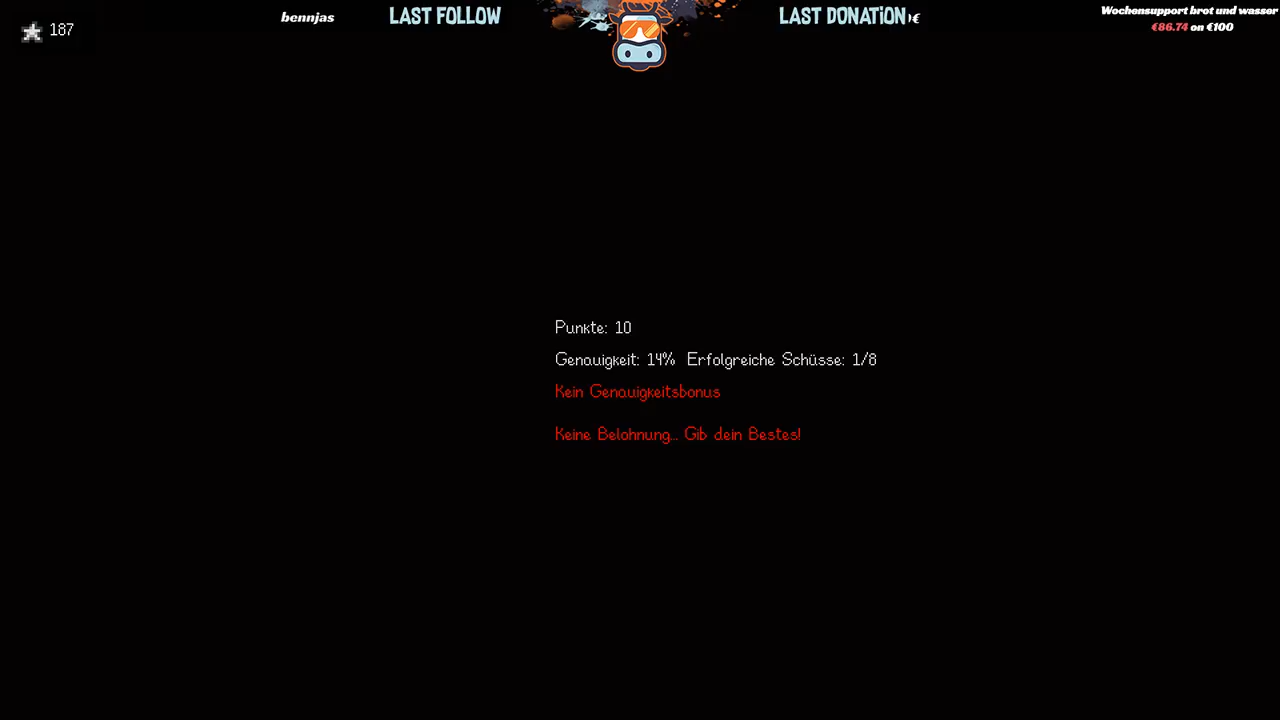 187
bennjas
LAST FOLLOW
LAST DONATiON
1€
Wochensupport brot und wasser
€86.74 on €100
Punkte: 10
Genauigkeit: 14% Erfolgreiche Schüsse: 1/8
Kein Genauigkeitsbonus
Keine Belohnung... Gib dein Bestes!